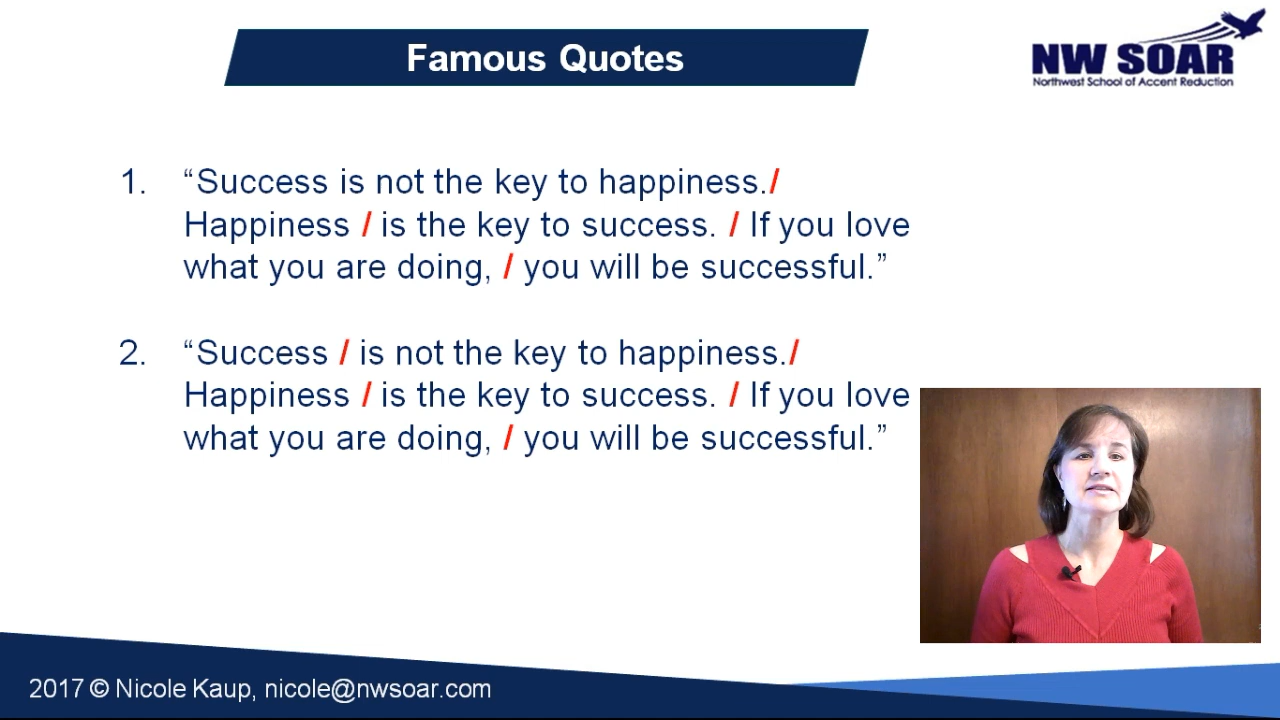 Famous Quotes
NW SOAR
Northwest School of Accent Reduction
1. “Success is not the key to happiness./
Happiness / is the key to success. / If you love
what you are doing, / you will be successful.”
2. “Success / is not the key to happiness./
Happiness / is the key to success. / If you love
what you are doing, / you will be successful.”
2017 © Nicole Kaup, nicole@nwsoar.com